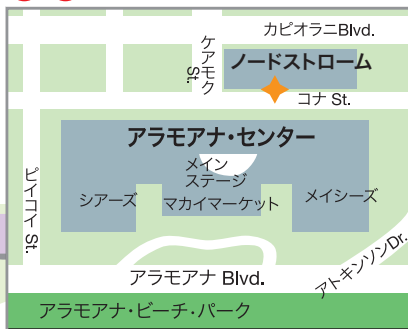 カピオラニBlvd.
ケアモク St.
ノードストローム
コナ St.
アラモアナ・センター
メイン
ステージ
シアーズ
マカイマーケット
メイシーズ
ピイコイ St.
アトキンソンDr.
アラモアナ Blvd.
アラモアナ・ビーチ・パーク